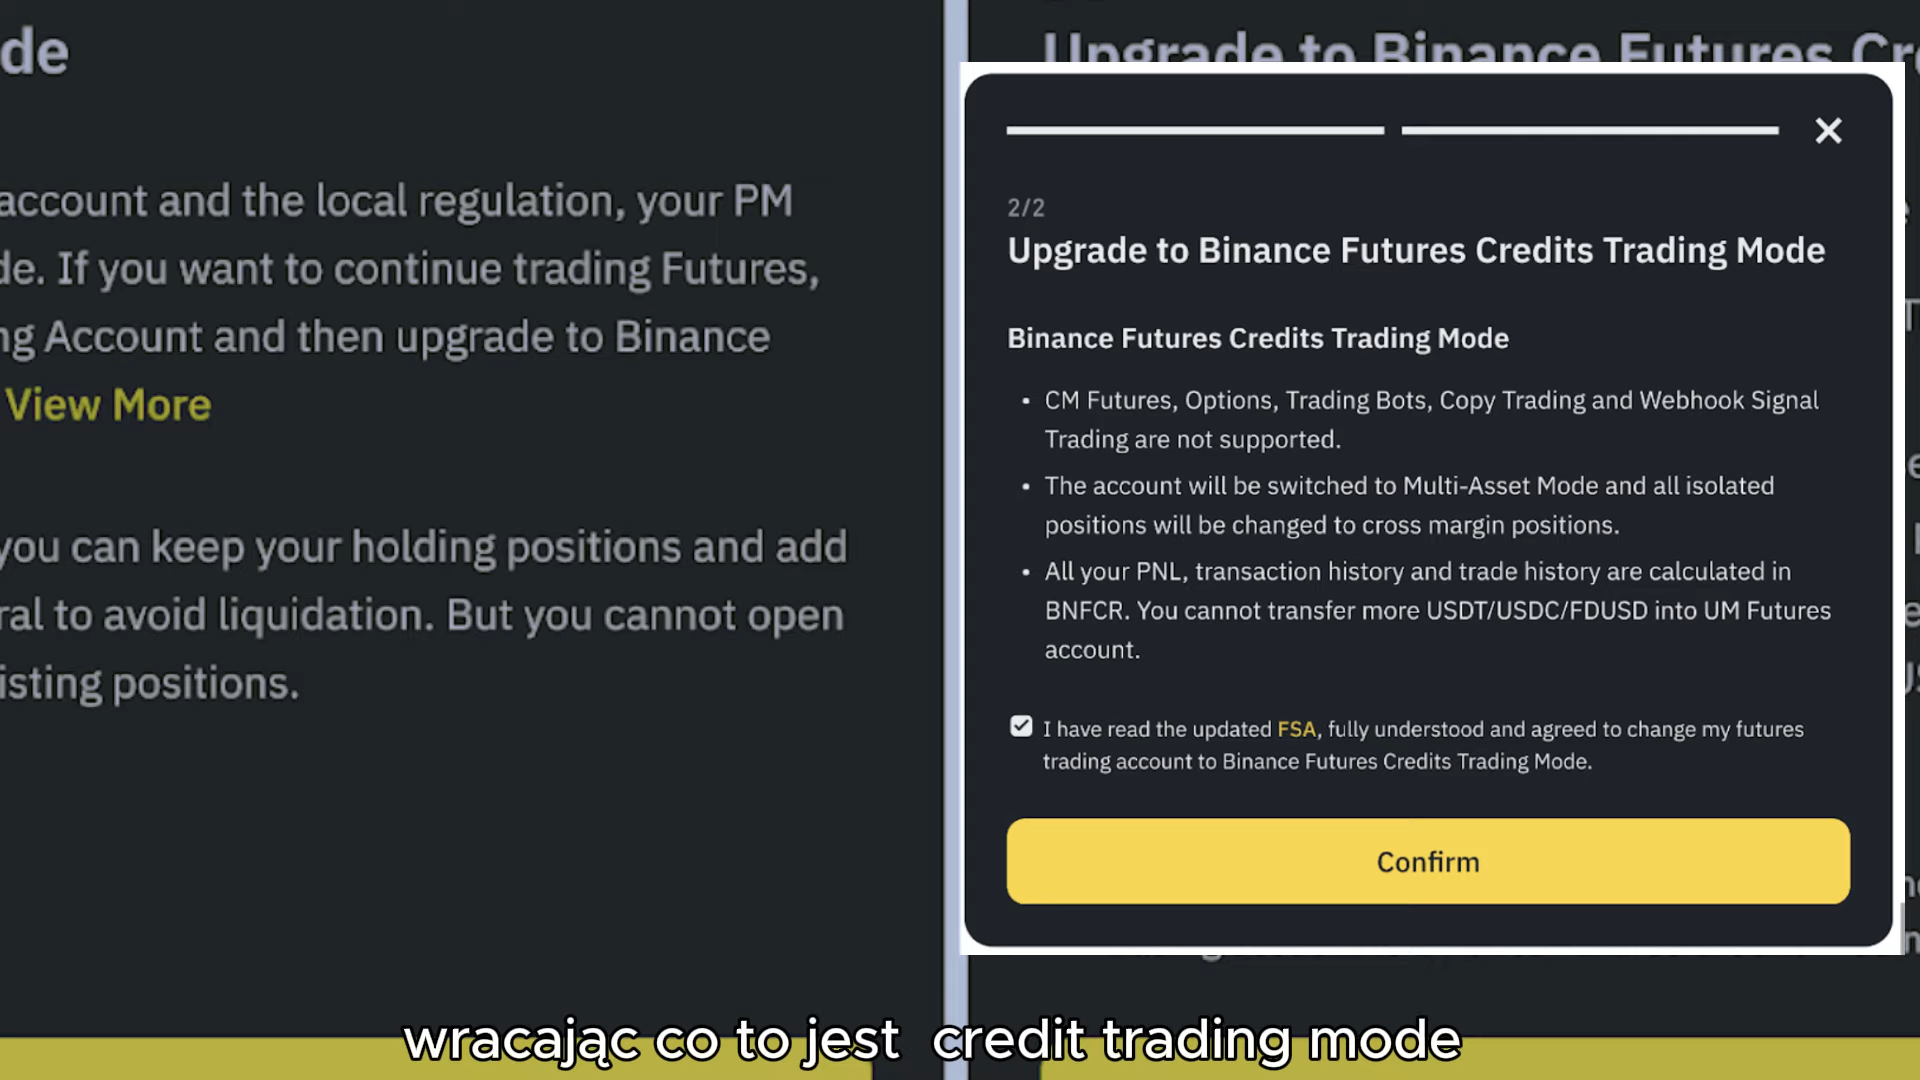 de
account and the local regulation, your PM
de. If you want to continue trading Futures,
ng Account and then upgrade to Binance
View More
you can keep your holding positions and add
ral to avoid liquidation. But you cannot open
isting positions.
Upgrade to Binance Futures Cre
2/2
Upgrade to Binance Futures Credits Trading Mode
Binance Futures Credits Trading Mode
• CM Futures, Options, Trading Bots, Copy Trading and Webhook Signal
Trading are not supported.
• The account will be switched to Multi-Asset Mode and all isolated
positions will be changed to cross margin positions.
• All your PNL, transaction history and trade history are calculated in
BNFCR. You cannot transfer more USDT/USDC/FDUSD into UM Futures
account.
I have read the updated FSA, fully understood and agreed to change my futures
trading account to Binance Futures Credits Trading Mode.
Confirm
wracając co to jest credit trading mode